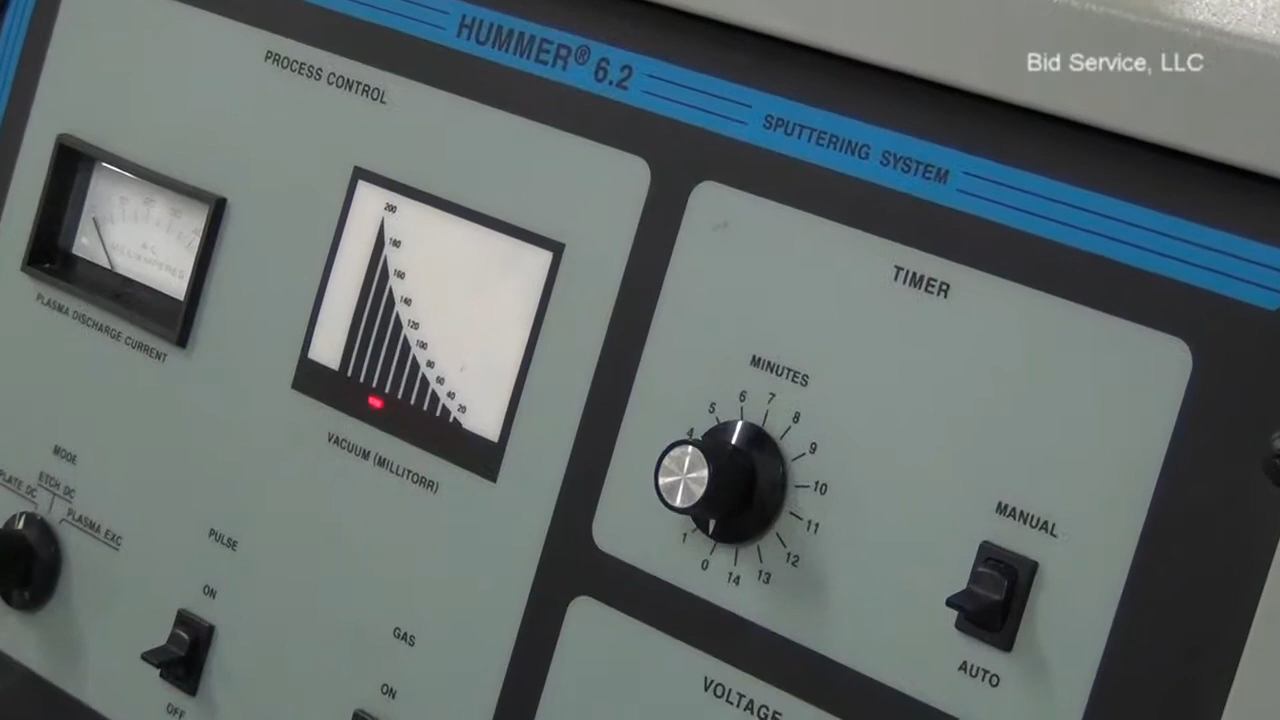 Bid Service, LLC
HUMMER® 6.2
SPUTTERING SYSTEM
PROCESS CONTROL
200
180
160
140
120
100
80
60
40
20
PLASMA DISCHARGE CURRENT
VACUUM (MILLITORR)
TIMER
MINUTES
0
1
4
5
6
7
8
9
10
11
12
13
14
MANUAL
AUTO
MODE
PLATE DC
ETCH DC
PLASMA EXC
PULSE
ON
OFF
GAS
ON
VOLTAGE